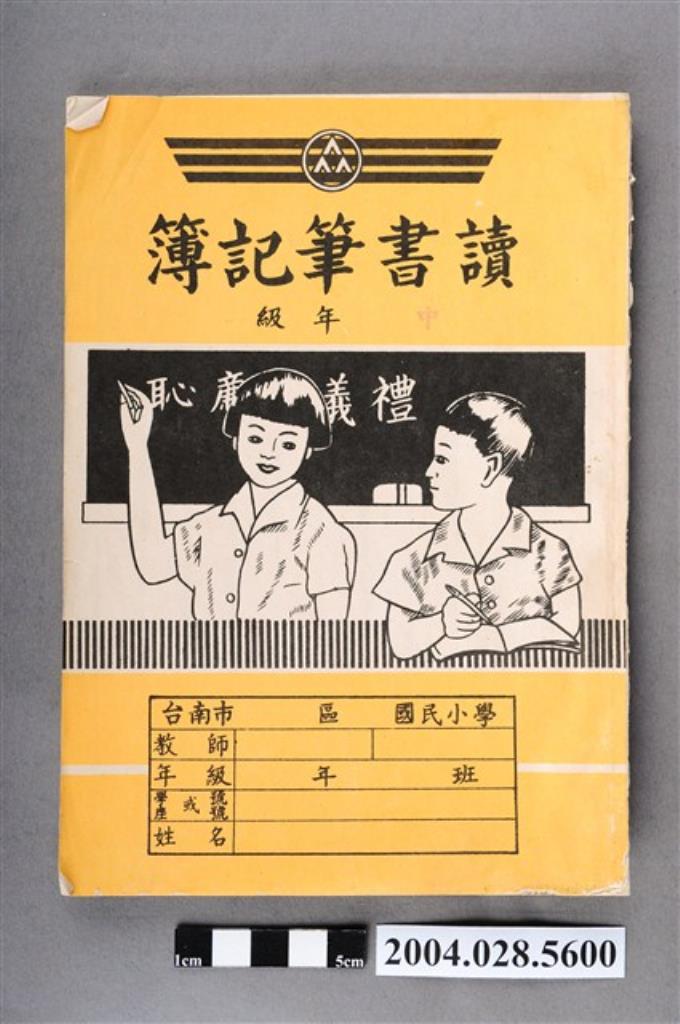 讀書筆記簿
中年級
禮義廉恥
台南市 區 國民小學
教師
年級 年 班
學號或座號
姓名
1cm 5cm
2004.028.5600